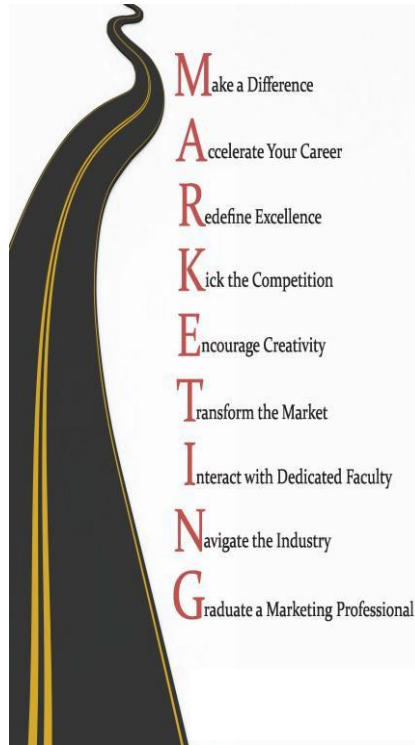 Make a Difference
Accelerate Your Career
Redefine Excellence
Kick the Competition
Encourage Creativity
Transform the Market
Interact with Dedicated Faculty
Navigate the Industry
Graduate a Marketing Professional